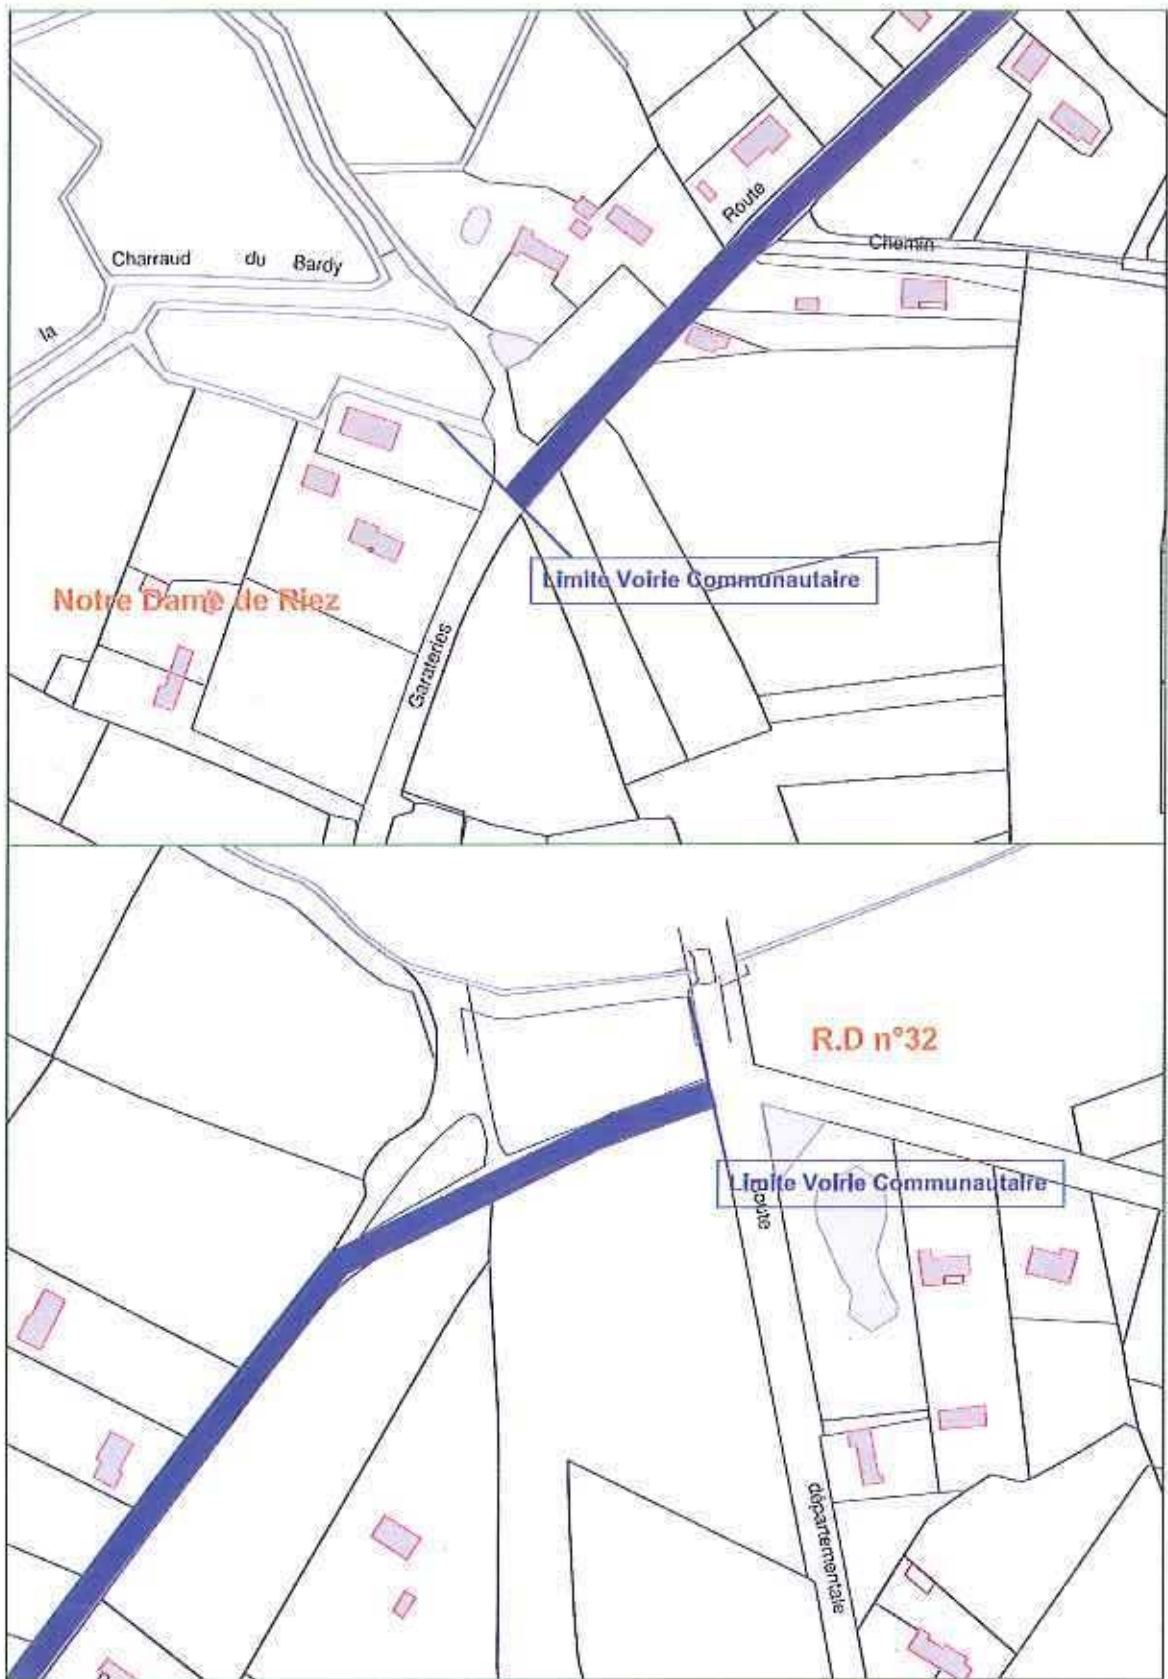 Route
Chemin
Charraud du Bardy
la
Limite Voirie Communautaire
Notre Dame de Riez
Garateries
R.D n°32
Limite Voirie Communautaire
Route
départementale